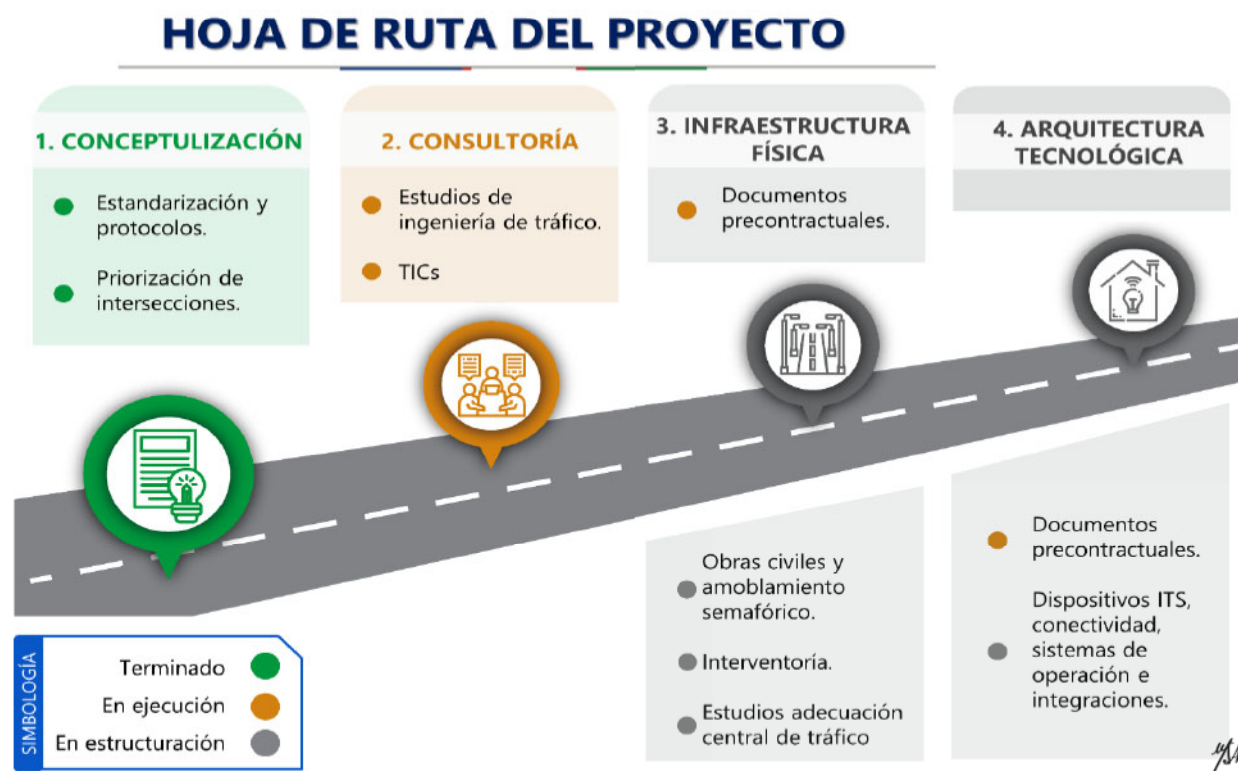 HOJA DE RUTA DEL PROYECTO
1. CONCEPTULIZACIÓN
Estandarización y
protocolos.
Priorización de
intersecciones.
2. CONSULTORÍA
Estudios de
ingeniería de tráfico.
TICs
3. INFRAESTRUCTURA
FÍSICA
Documentos
precontractuales.
4. ARQUITECTURA
TECNOLÓGICA
Obras civiles y
amoblamiento
semafórico.
Interventoría.
Estudios adecuación
central de tráfico
Documentos
precontractuales.
Dispositivos ITS,
conectividad,
sistemas de
operación e
integraciones.
SIMBOLOGÍA
Terminado
En ejecución
En estructuración